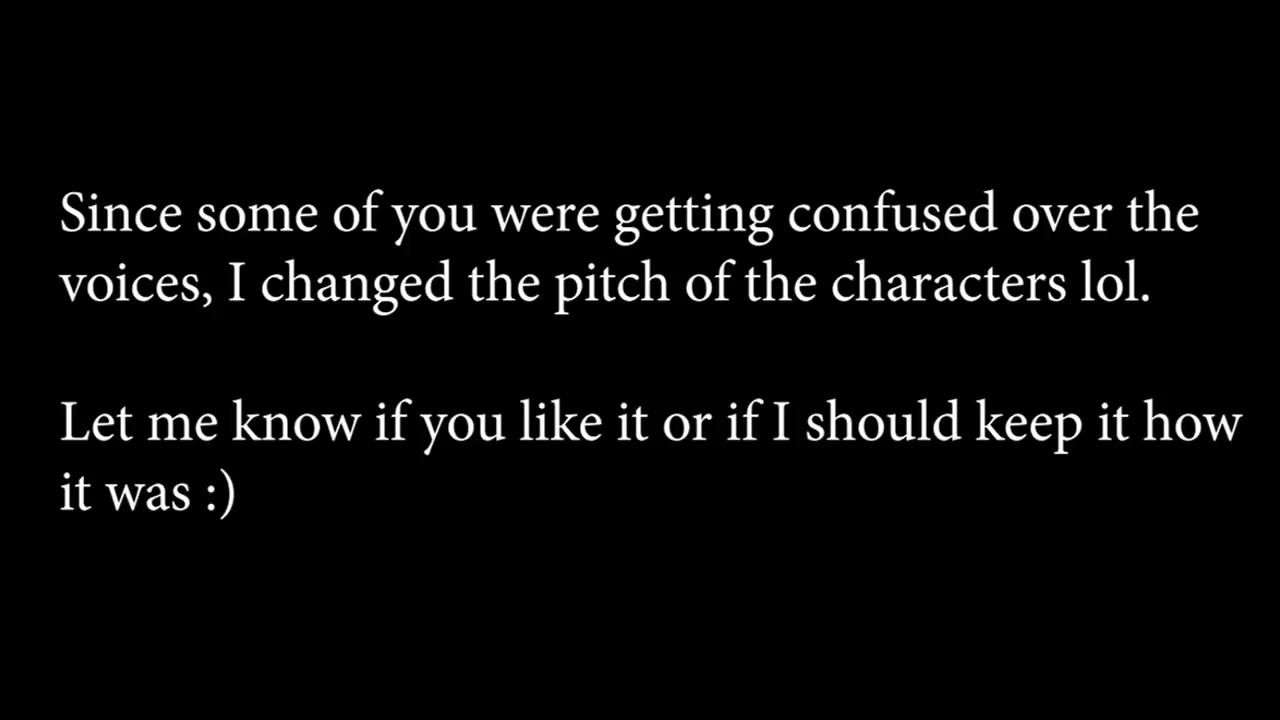 Since some of you were getting confused over the
voices, I changed the pitch of the characters lol.
Let me know if you like it or if I should keep it how
it was :)